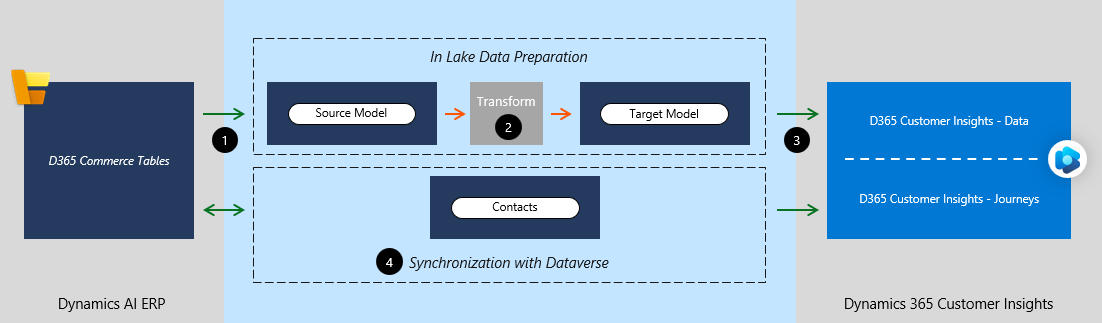 In Lake Data Preparation
Source Model
Transform
2
Target Model
1
3
D365 Commerce Tables
D365 Customer Insights - Data
D365 Customer Insights - Journeys
Contacts
4 Synchronization with Dataverse
Dynamics AI ERP
Dynamics 365 Customer Insights